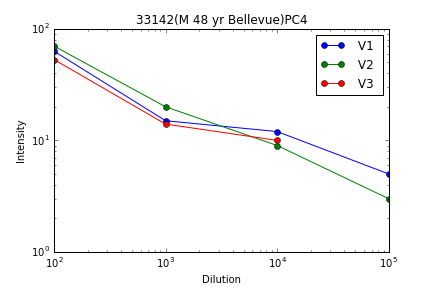 33142(M 48 yr Bellevue)PC4
10²
V1
V2
V3
Intensity
10¹
10⁰
10² 10³ 10⁴ 10⁵
Dilution